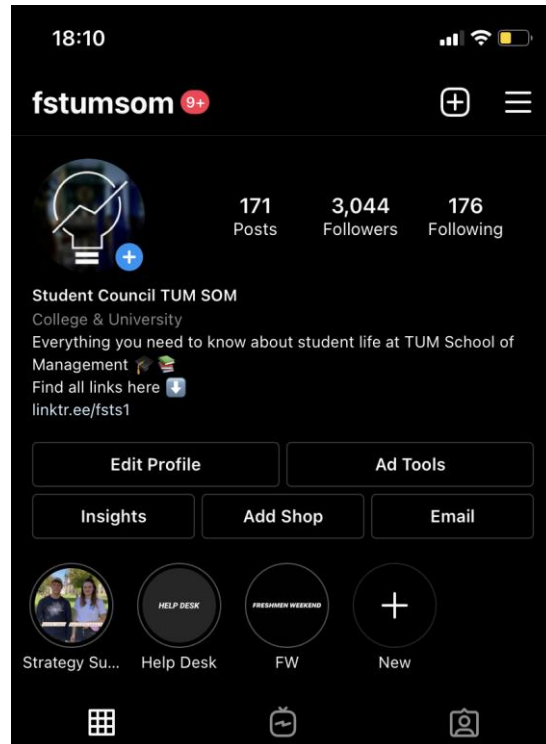 18:10
fstumsom 9+
171 3,044 176
Posts Followers Following
Student Council TUM SOM
College & University
Everything you need to know about student life at TUM School of
Management 🎓📚
Find all links here ⬇️
linktr.ee/fsts1
Edit Profile Ad Tools
Insights Add Shop Email
HELP DESK FRESHMEN WEEKEND
Strategy Su... Help Desk FW New